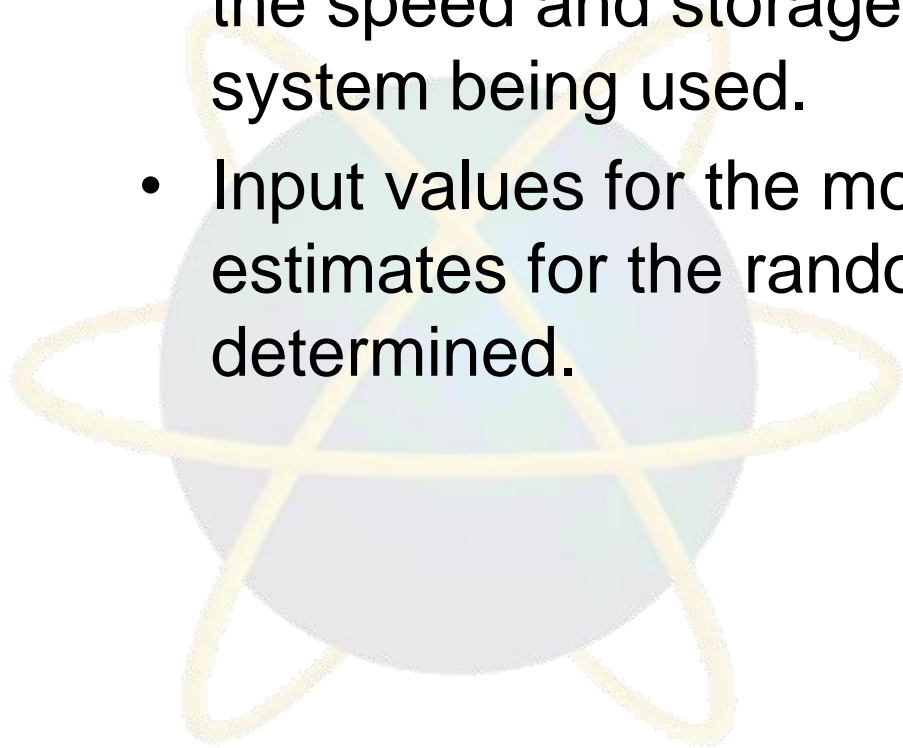 the speed and storage
system being used.
• Input values for the mo
estimates for the rando
determined.